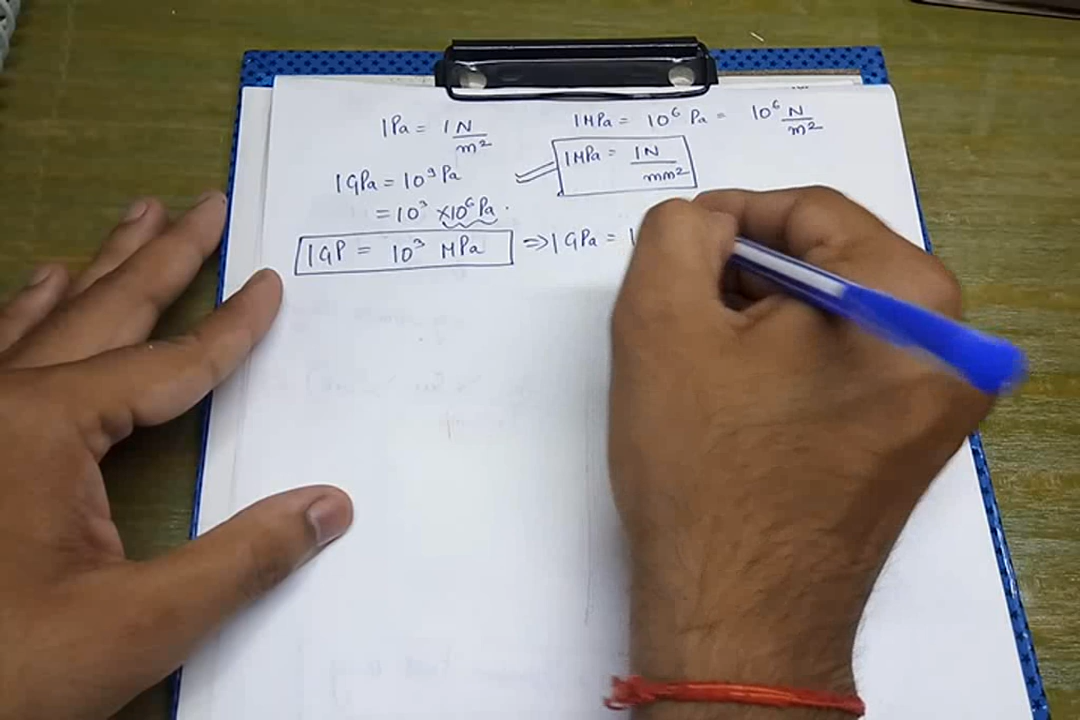 1Pa = 1 N/m²
1MPa = 10⁶ Pa = 10⁶ N/m²
1GPa = 10⁹ Pa
1MPa = 1N/mm²
= 10³ ×10⁶ Pa.
1GP = 10³ MPa ⇒ 1GPa = 1